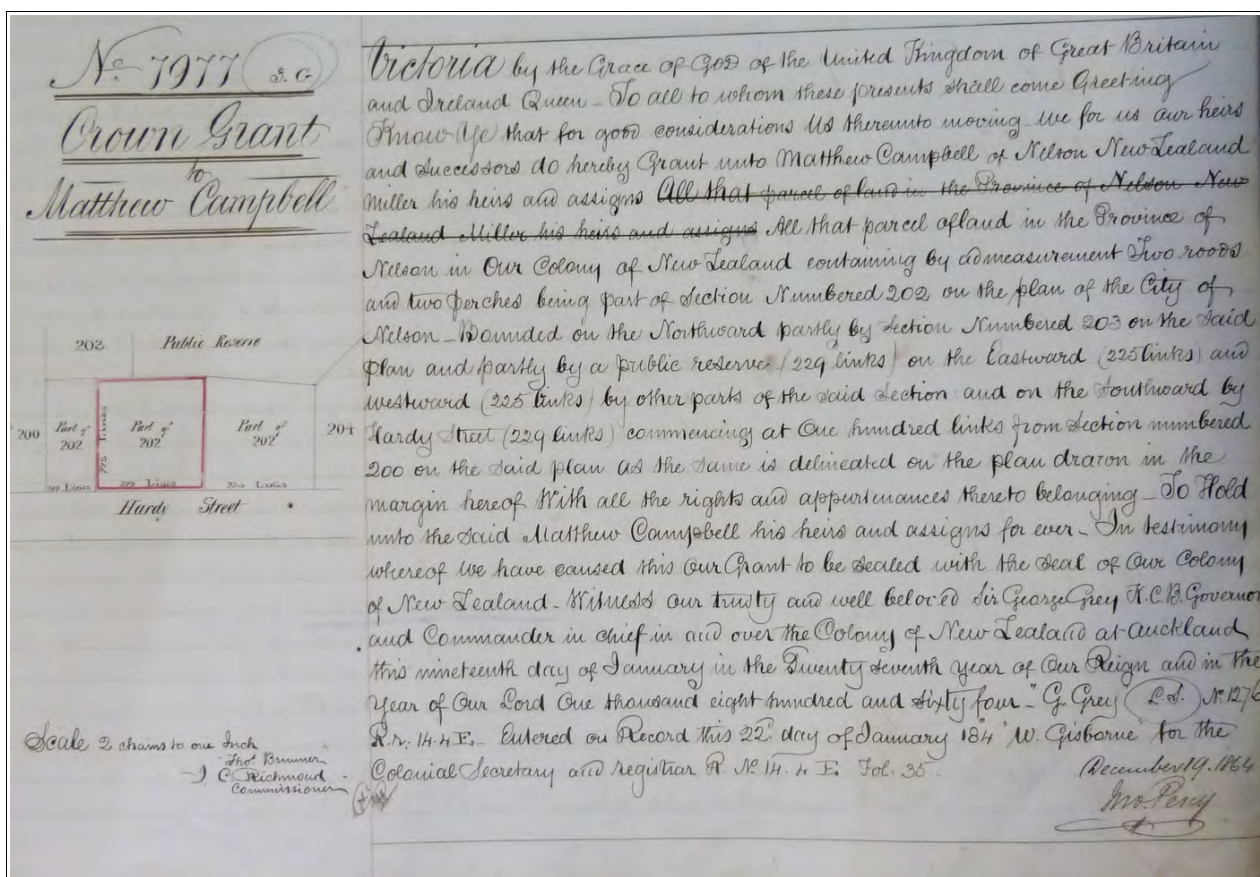 No. 7977 S. G
Crown Grant
to
Matthew Campbell
203 Public Reserve
200 Part of 202 225 Links Part of 202 Part of 202 204
100 Links 229 Links Links
Hardy Street
Scale 2 chains to one Inch
Thos. Brunner
J C Richmond
Commissioner
Victoria by the Grace of God of the United Kingdom of Great Britain
and Ireland Queen - To all to whom these presents shall come Greeting
Know Ye that for good considerations Us thereunto moving We for us our heirs
and Successors do hereby Grant unto Matthew Campbell of Nelson New Zealand
Miller his heirs and assigns All that parcel of land in the Province of Nelson New
Zealand Miller his heirs and assigns All that parcel of land in the Province of
Nelson in Our Colony of New Zealand containing by admeasurement Two roods
and two perches being part of Section Numbered 202 on the plan of the City of
Nelson - Bounded on the Northward partly by Section Numbered 203 on the said
plan and partly by a public reserve (229 links) on the Eastward (225 links) and
westward (225 links) by other parts of the said Section and on the Southward by
Hardy Street (229 links) commencing at One hundred links from Section numbered
200 on the said plan as the same is delineated on the plan drawn in the
margin hereof With all the rights and appurtenances thereto belonging - To Hold
unto the said Matthew Campbell his heirs and assigns for ever - In testimony
whereof We have caused this Our Grant to be sealed with the Seal of Our Colony
of New Zealand - Witness our trusty and well beloved Sir George Grey K.C.B. Governor
and Commander in chief in and over the Colony of New Zealand at Auckland
this nineteenth day of January in the Twenty Seventh Year of Our Reign and in the
Year of Our Lord One thousand eight hundred and sixty four - "G. Grey L.S. No. 127/6
R.N. 14.4 E. - Entered on Record this 22d day of January 184 "W. Gisborne" for the
Colonial Secretary and registrar R. No 14. 4 E. Fol. 35.
December 19. 1864
Jno. Percy